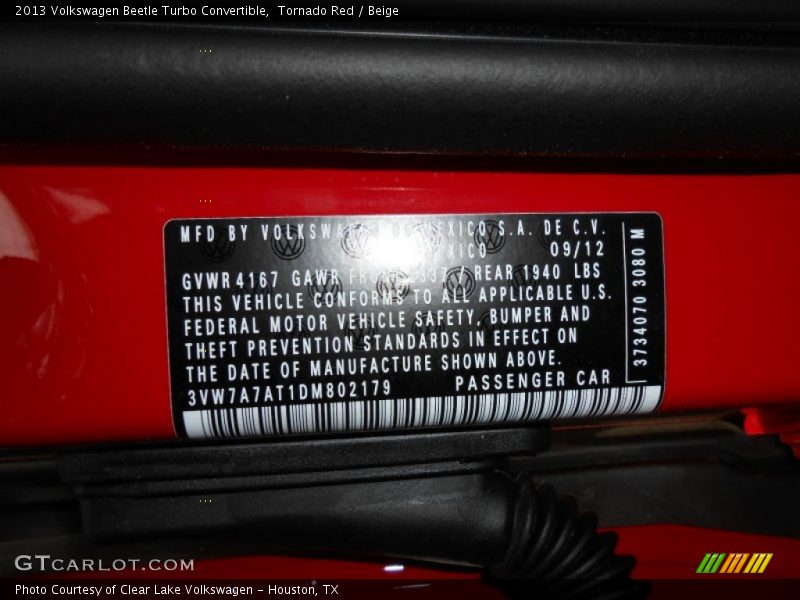 2013 Volkswagen Beetle Turbo Convertible, Tornado Red / Beige
MFD BY VOLKSWA EXICO S.A. DE C.V.
XICO 09/12
GVWR 4167 GAWR FRONT REAR 1940 LBS
THIS VEHICLE CONFORMS TO ALL APPLICABLE U.S.
FEDERAL MOTOR VEHICLE SAFETY, BUMPER AND
THEFT PREVENTION STANDARDS IN EFFECT ON
THE DATE OF MANUFACTURE SHOWN ABOVE.
3VW7A7AT1DM802179 PASSENGER CAR
3734070 3080 M
GTCARLOT.COM
Photo Courtesy of Clear Lake Volkswagen - Houston, TX